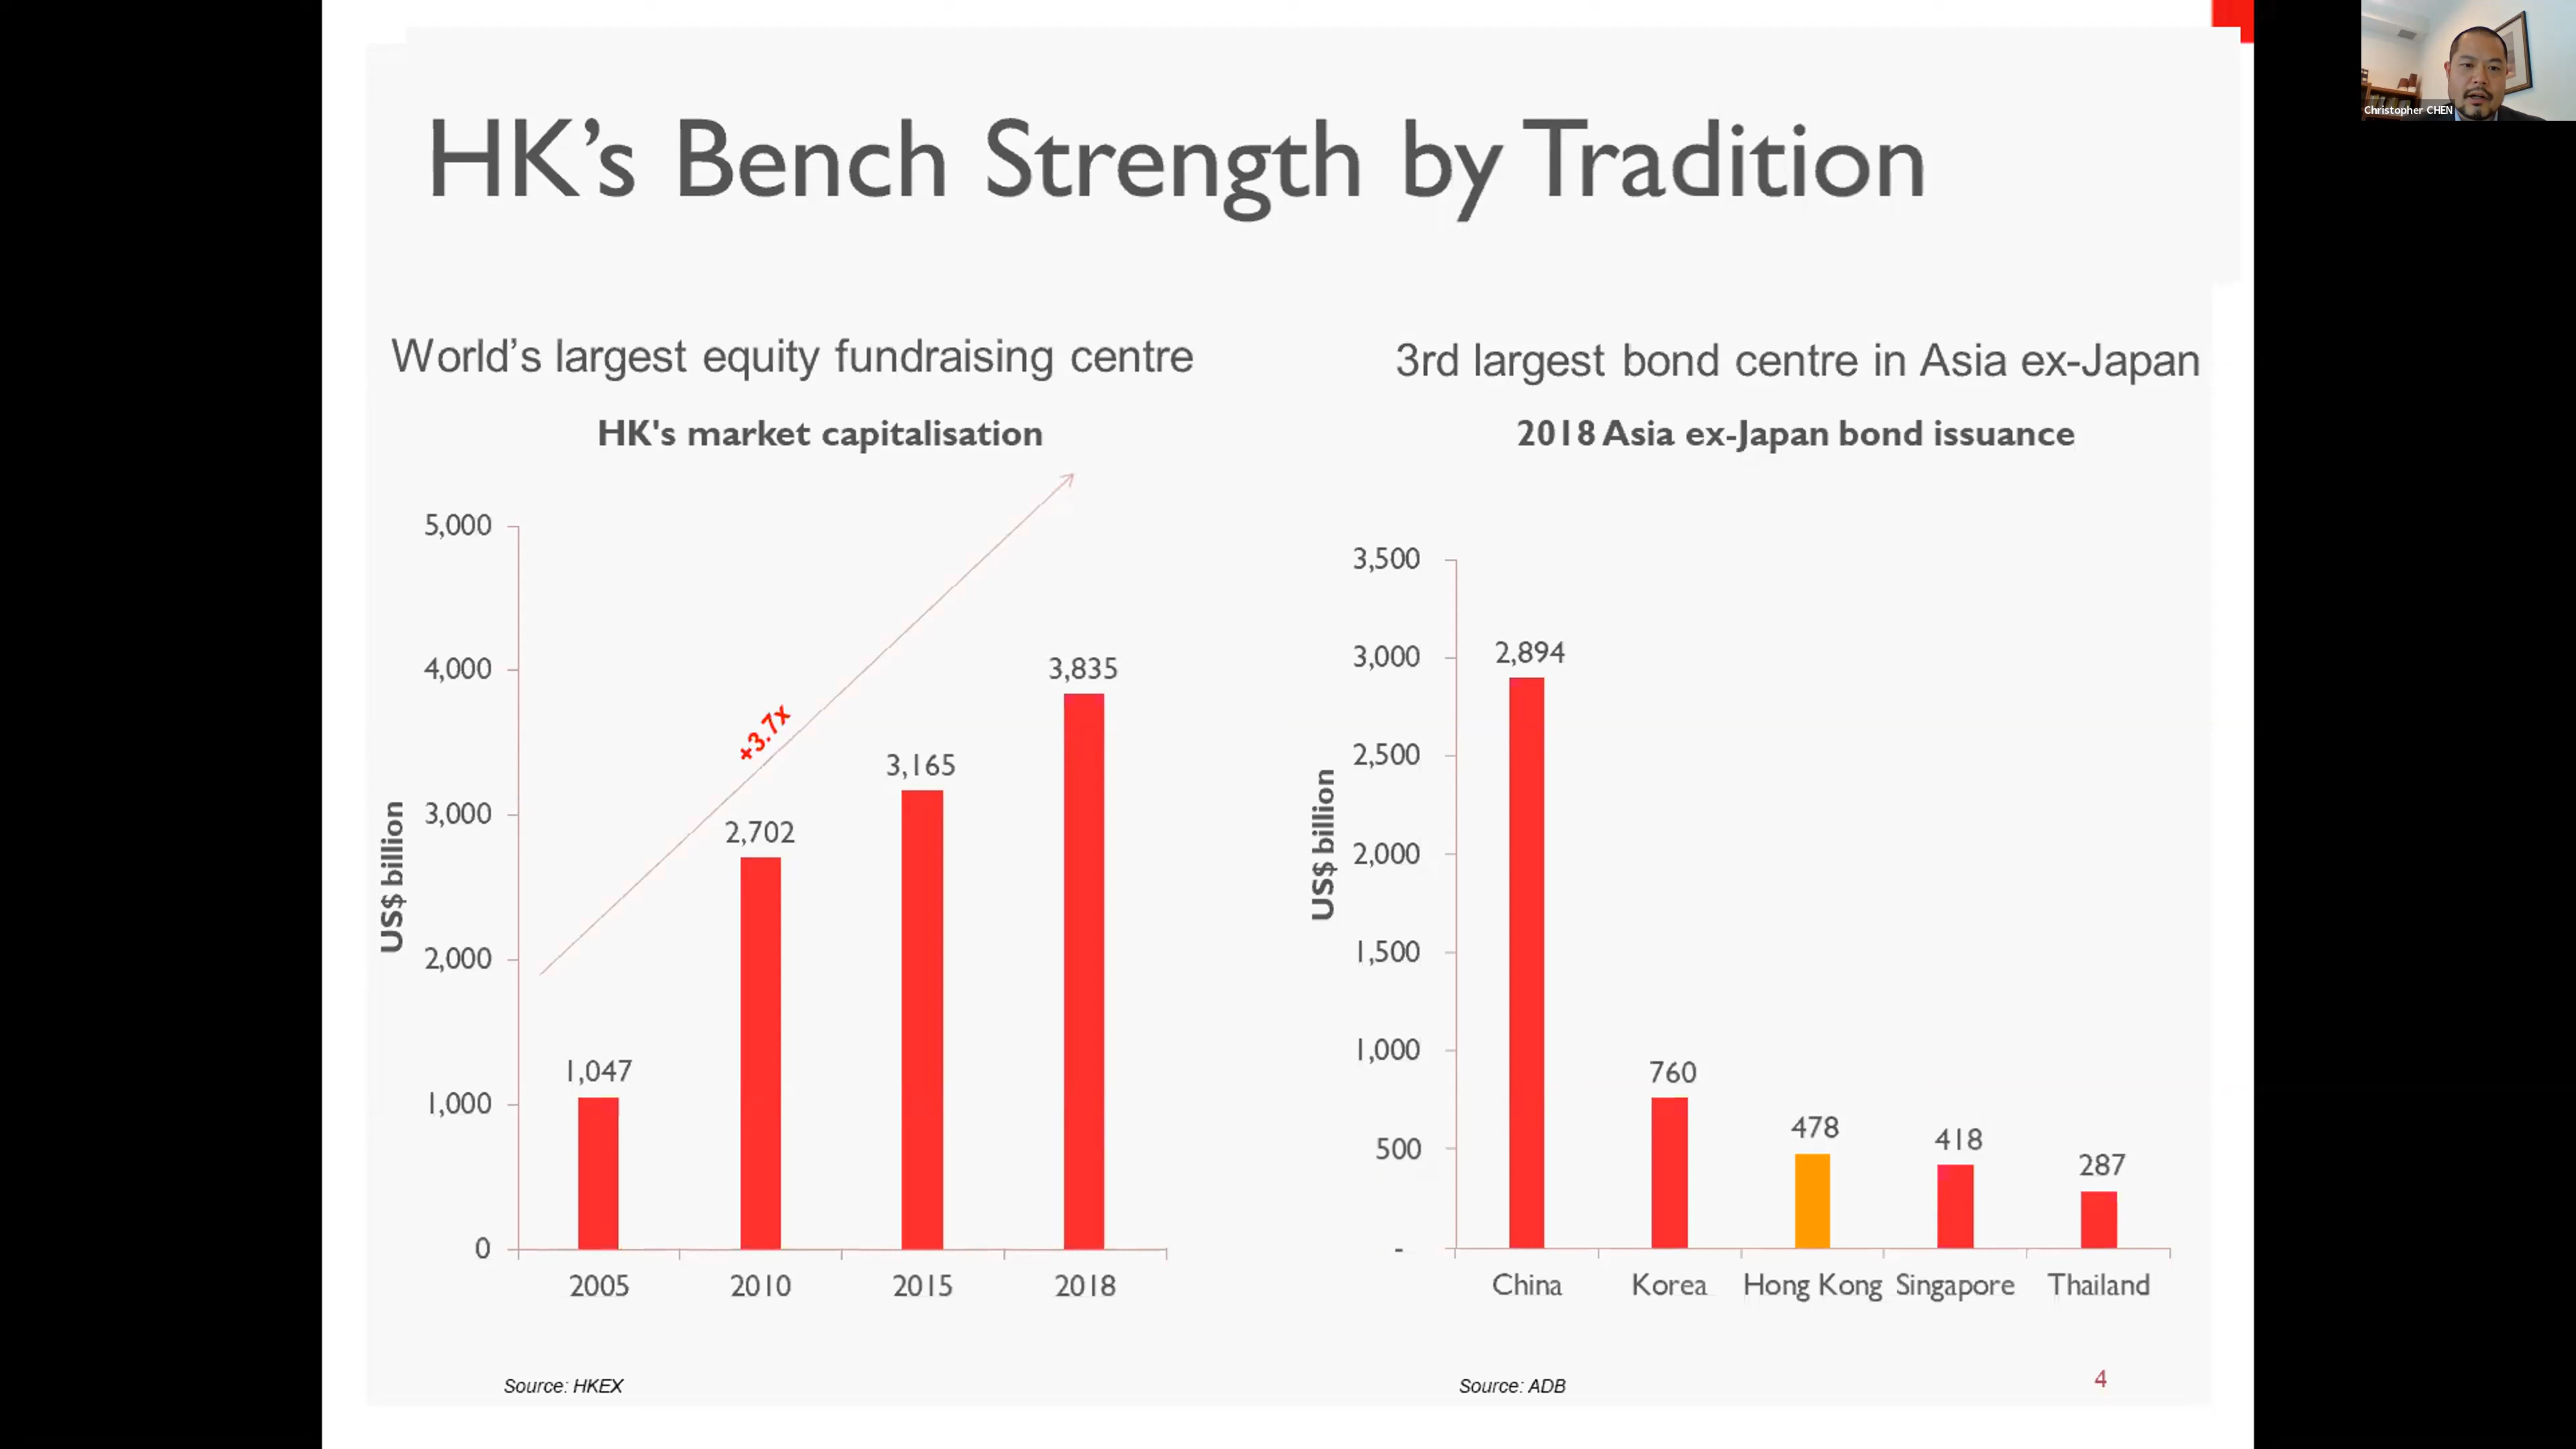 HK's Bench Strength by Tradition
Christopher CHEN
World's largest equity fundraising centre
HK's market capitalisation
US$ billion
5,000
4,000
3,000
2,000
1,000
0
+3.7x
1,047
2,702
3,165
3,835
2005 2010 2015 2018
Source: HKEX
3rd largest bond centre in Asia ex-Japan
2018 Asia ex-Japan bond issuance
US$ billion
3,500
3,000
2,500
2,000
1,500
1,000
500
-
2,894
760
478
418
287
China Korea Hong Kong Singapore Thailand
Source: ADB
4